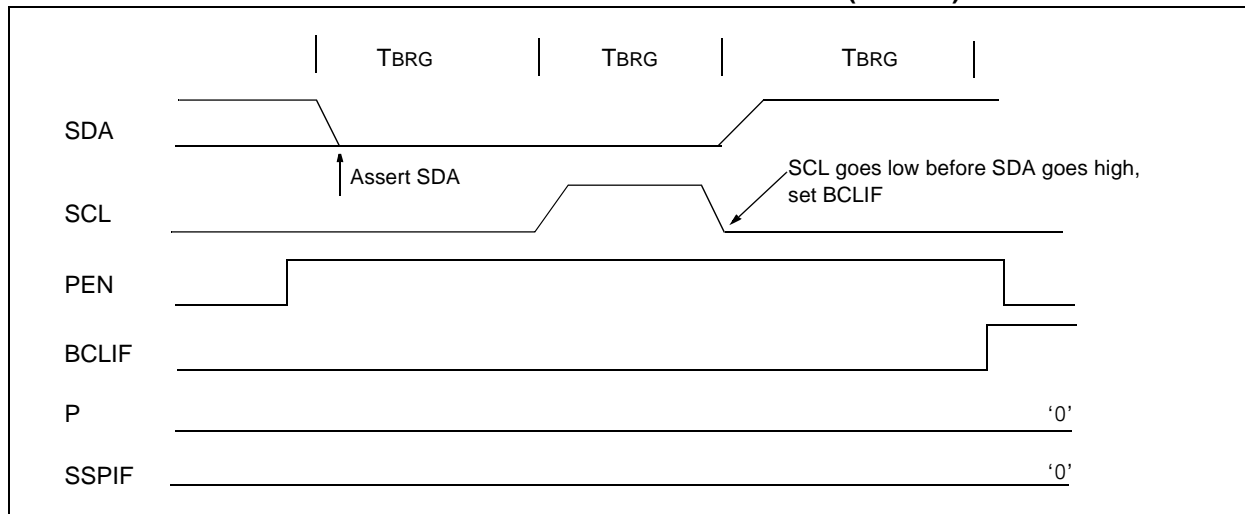 TBRG TBRG TBRG
SDA
Assert SDA
SCL goes low before SDA goes high,
set BCLIF
SCL
PEN
BCLIF
P '0'
SSPIF '0'